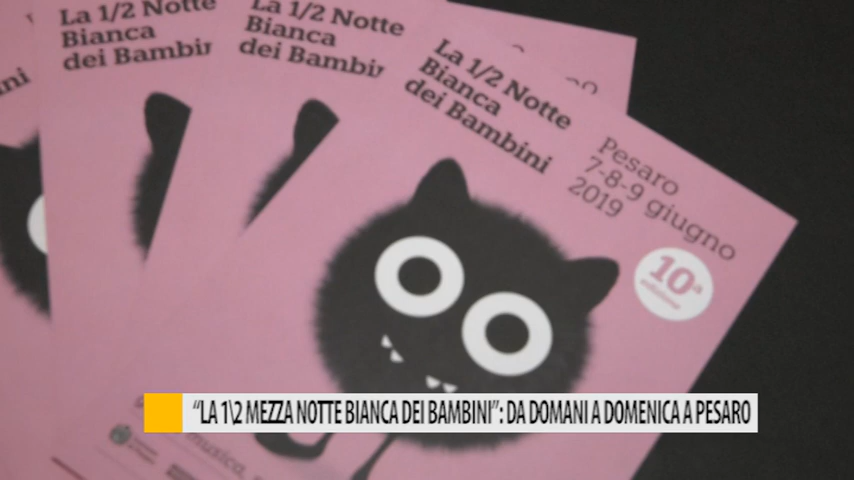 La 1/2 Notte
Bianca
dei Bambini
La 1/2 Notte
Bianca
La 1/2 Notte
Bianca
dei Bambini
Pesaro
7-8-9 giugno
2019
10ª
edizione
musica,
“LA 1\2 MEZZA NOTTE BIANCA DEI BAMBINI”: DA DOMANI A DOMENICA A PESARO